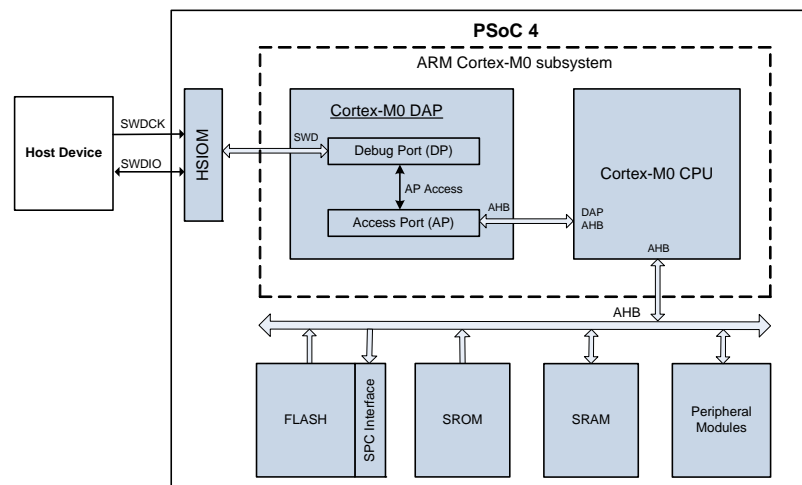 PSoC 4
ARM Cortex-M0 subsystem
Cortex-M0 DAP
SWDCK
SWDIO
Host Device
HSIOM
SWD
Debug Port (DP)
AP Access
Access Port (AP)
AHB
DAP
AHB
Cortex-M0 CPU
AHB
AHB
FLASH
SPC Interface
SROM
SRAM
Peripheral
Modules